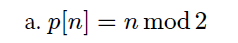 a. p[n] = n mod 2